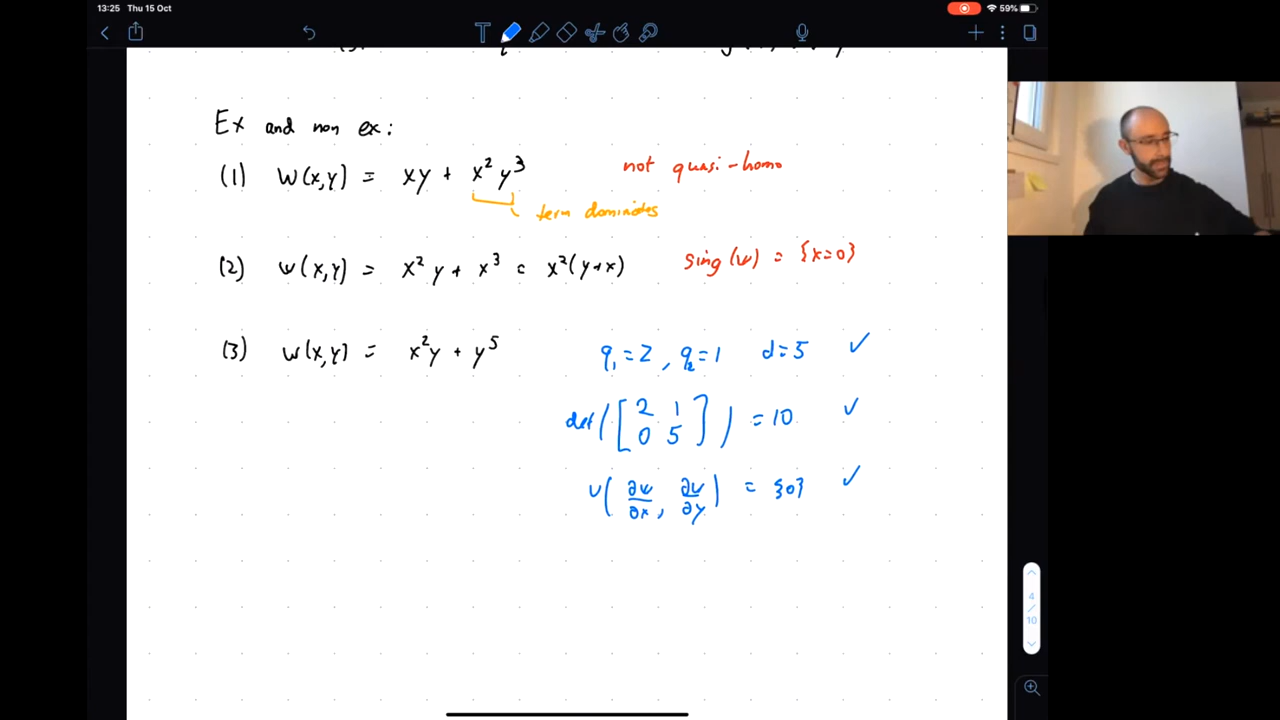 13:25 Thu 15 Oct
59%
Ex and non ex:
(1) W(x,y) = xy + x²y³ not quasi-homo
term dominates
(2) W(x,y) = x²y + x³ = x²(y+x) sing(W) = {x=0}
(3) W(x,y) = x²y + y⁵ q₁=2, q₂=1 d=5 ✓
det([2 1
0 5]) = 10 ✓
V(∂W/∂x, ∂W/∂y) = {0} ✓
4
/
10